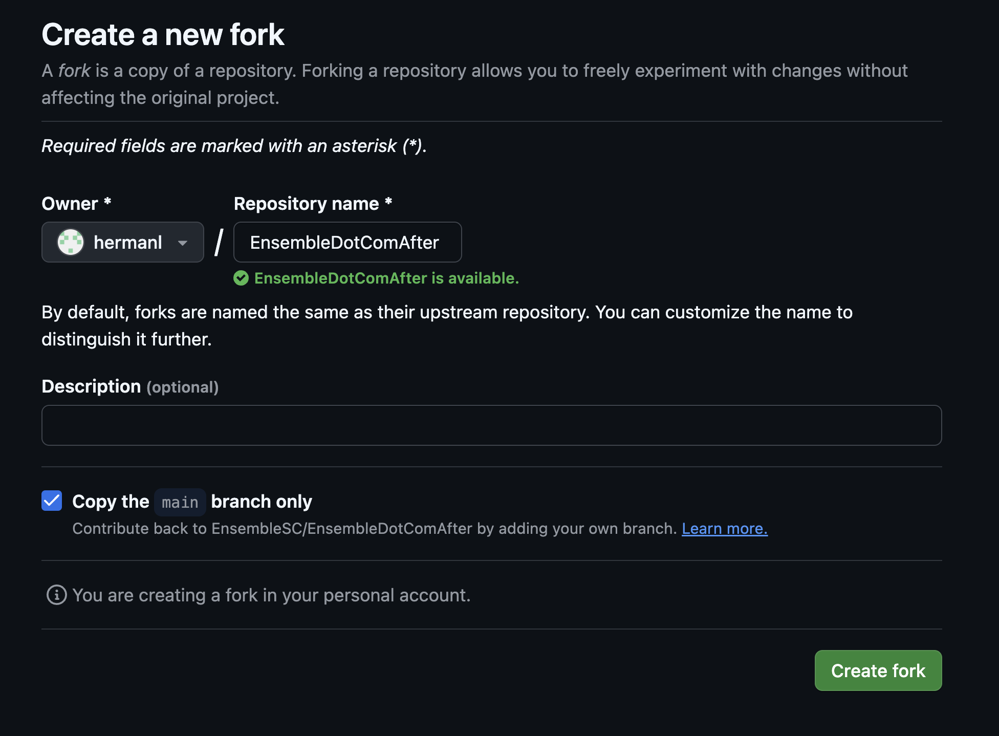 Create a new fork
A fork is a copy of a repository. Forking a repository allows you to freely experiment with changes without
affecting the original project.
Required fields are marked with an asterisk (*).
Owner *
Repository name *
hermanl
/
EnsembleDotComAfter
EnsembleDotComAfter is available.
By default, forks are named the same as their upstream repository. You can customize the name to
distinguish it further.
Description (optional)
Copy the main branch only
Contribute back to EnsembleSC/EnsembleDotComAfter by adding your own branch. Learn more.
You are creating a fork in your personal account.
Create fork